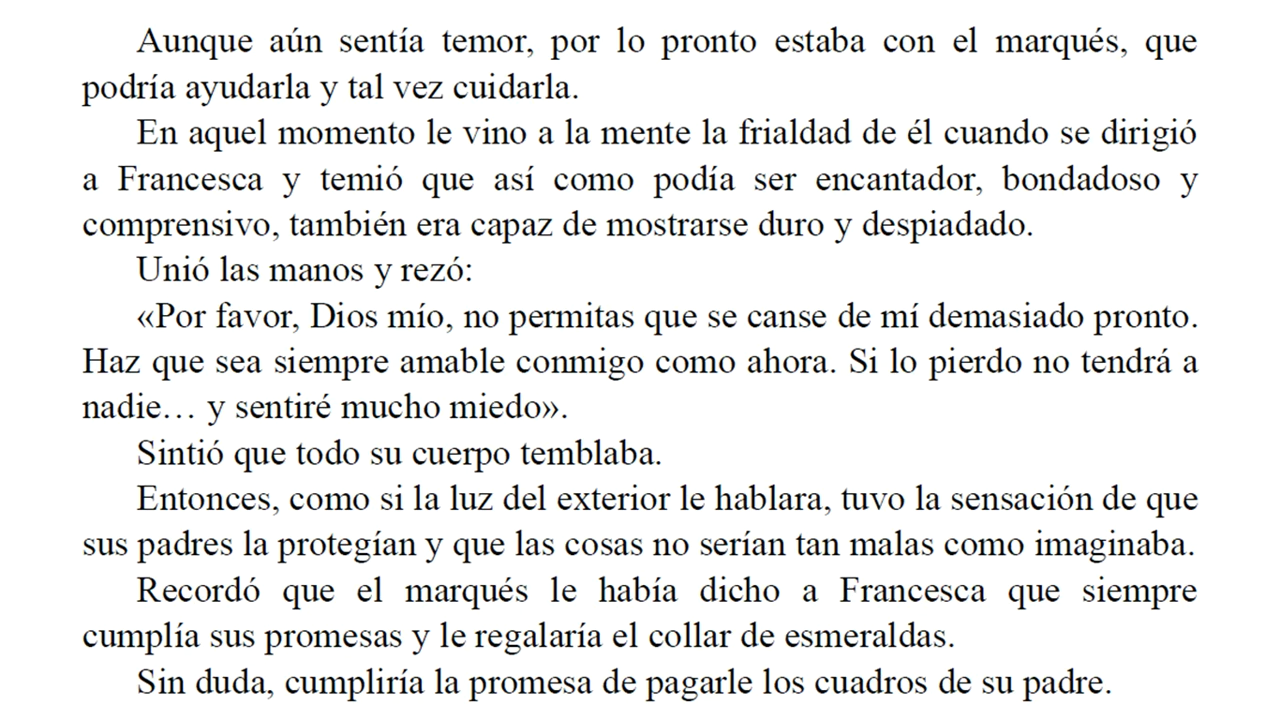 Aunque aún sentía temor, por lo pronto estaba con el marqués, que
podría ayudarla y tal vez cuidarla.
En aquel momento le vino a la mente la frialdad de él cuando se dirigió
a Francesca y temió que así como podía ser encantador, bondadoso y
comprensivo, también era capaz de mostrarse duro y despiadado.
Unió las manos y rezó:
«Por favor, Dios mío, no permitas que se canse de mí demasiado pronto.
Haz que sea siempre amable conmigo como ahora. Si lo pierdo no tendrá a
nadie… y sentiré mucho miedo».
Sintió que todo su cuerpo temblaba.
Entonces, como si la luz del exterior le hablara, tuvo la sensación de que
sus padres la protegían y que las cosas no serían tan malas como imaginaba.
Recordó que el marqués le había dicho a Francesca que siempre
cumplía sus promesas y le regalaría el collar de esmeraldas.
Sin duda, cumpliría la promesa de pagarle los cuadros de su padre.